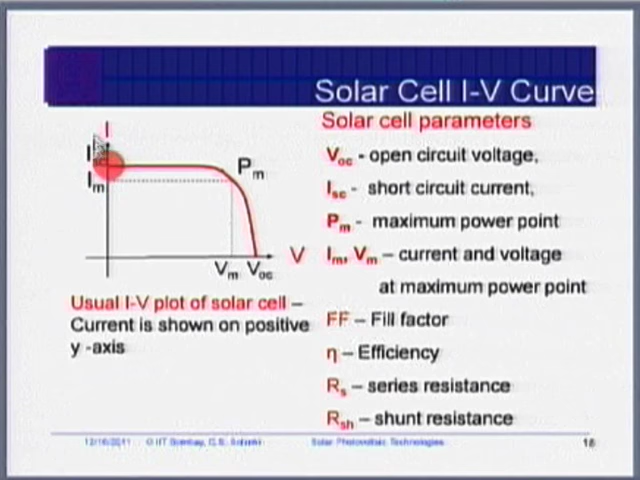 Solar Cell I-V Curve
Solar cell parameters
I
I
Im
Pm
V
Vm Voc
Voc - open circuit voltage,
Isc - short circuit current,
Pm - maximum power point
Im, Vm – current and voltage
at maximum power point
FF – Fill factor
η – Efficiency
Rs – series resistance
Rsh – shunt resistance
Usual I-V plot of solar cell –
Current is shown on positive
y -axis
© IIT Bombay, C.S. Solanki
Solar Photovoltaic Technologies
18